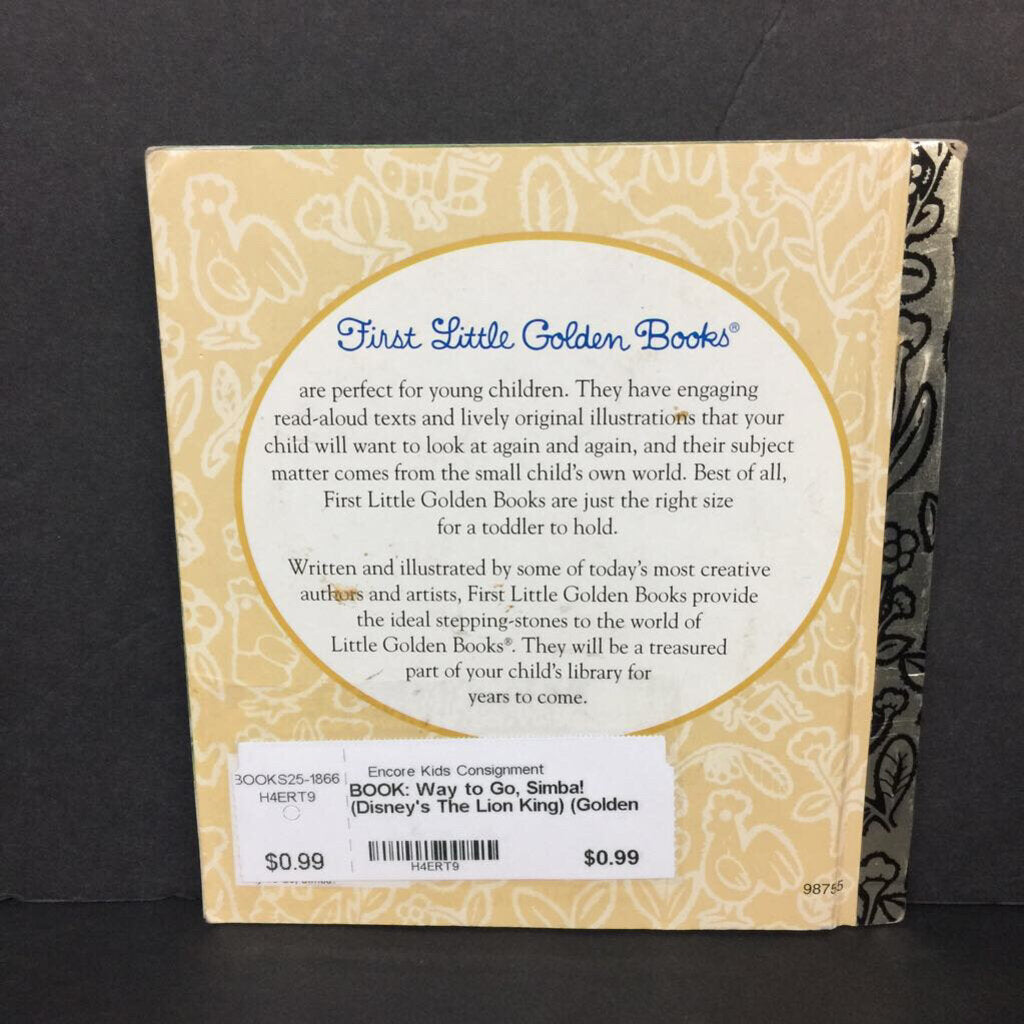 First Little Golden Books®
are perfect for young children. They have engaging
read-aloud texts and lively original illustrations that your
child will want to look at again and again, and their subject
matter comes from the small child's own world. Best of all,
First Little Golden Books are just the right size
for a toddler to hold.
Written and illustrated by some of today's most creative
authors and artists, First Little Golden Books provide
the ideal stepping-stones to the world of
Little Golden Books®. They will be a treasured
part of your child's library for
years to come.
BOOKS25-1866
H4ERT9
$0.99
Encore Kids Consignment
BOOK: Way to Go, Simba!
(Disney's The Lion King) (Golden
H4ERT9
$0.99
98755